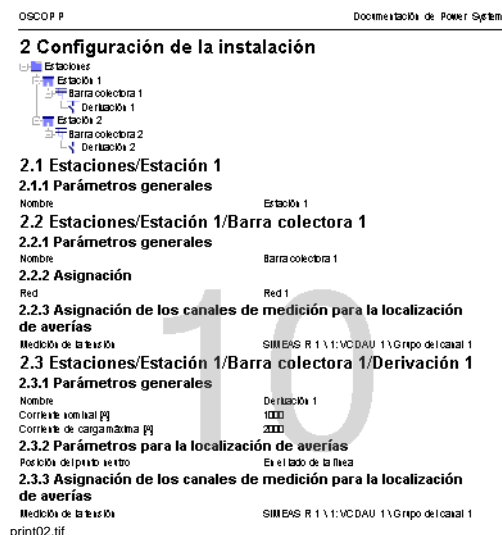 OSCOP P Documentación de Power System
2 Configuración de la instalación
Estaciones
Estación 1
Barra colectora 1
Derivación 1
Estación 2
Barra colectora 2
Derivación 2
2.1 Estaciones/Estación 1
2.1.1 Parámetros generales
Nombre Estación 1
2.2 Estaciones/Estación 1/Barra colectora 1
2.2.1 Parámetros generales
Nombre Barra colectora 1
2.2.2 Asignación
Red Red 1
2.2.3 Asignación de los canales de medición para la localización
de averías
Medición de la tensión SIMEAS R 1 \ 1: VCDAU 1 \ Grupo del canal 1
2.3 Estaciones/Estación 1/Barra colectora 1/Derivación 1
2.3.1 Parámetros generales
Nombre Derivación 1
Corriente nominal [A] 1000
Corriente de carga máxima [A] 2000
2.3.2 Parámetros para la localización de averías
Posición del punto neutro En el lado de la línea
2.3.3 Asignación de los canales de medición para la localización
de averías
Medición de la tensión SIMEAS R 1 \ 1: VCDAU 1 \ Grupo del canal 1
10
print02.tif